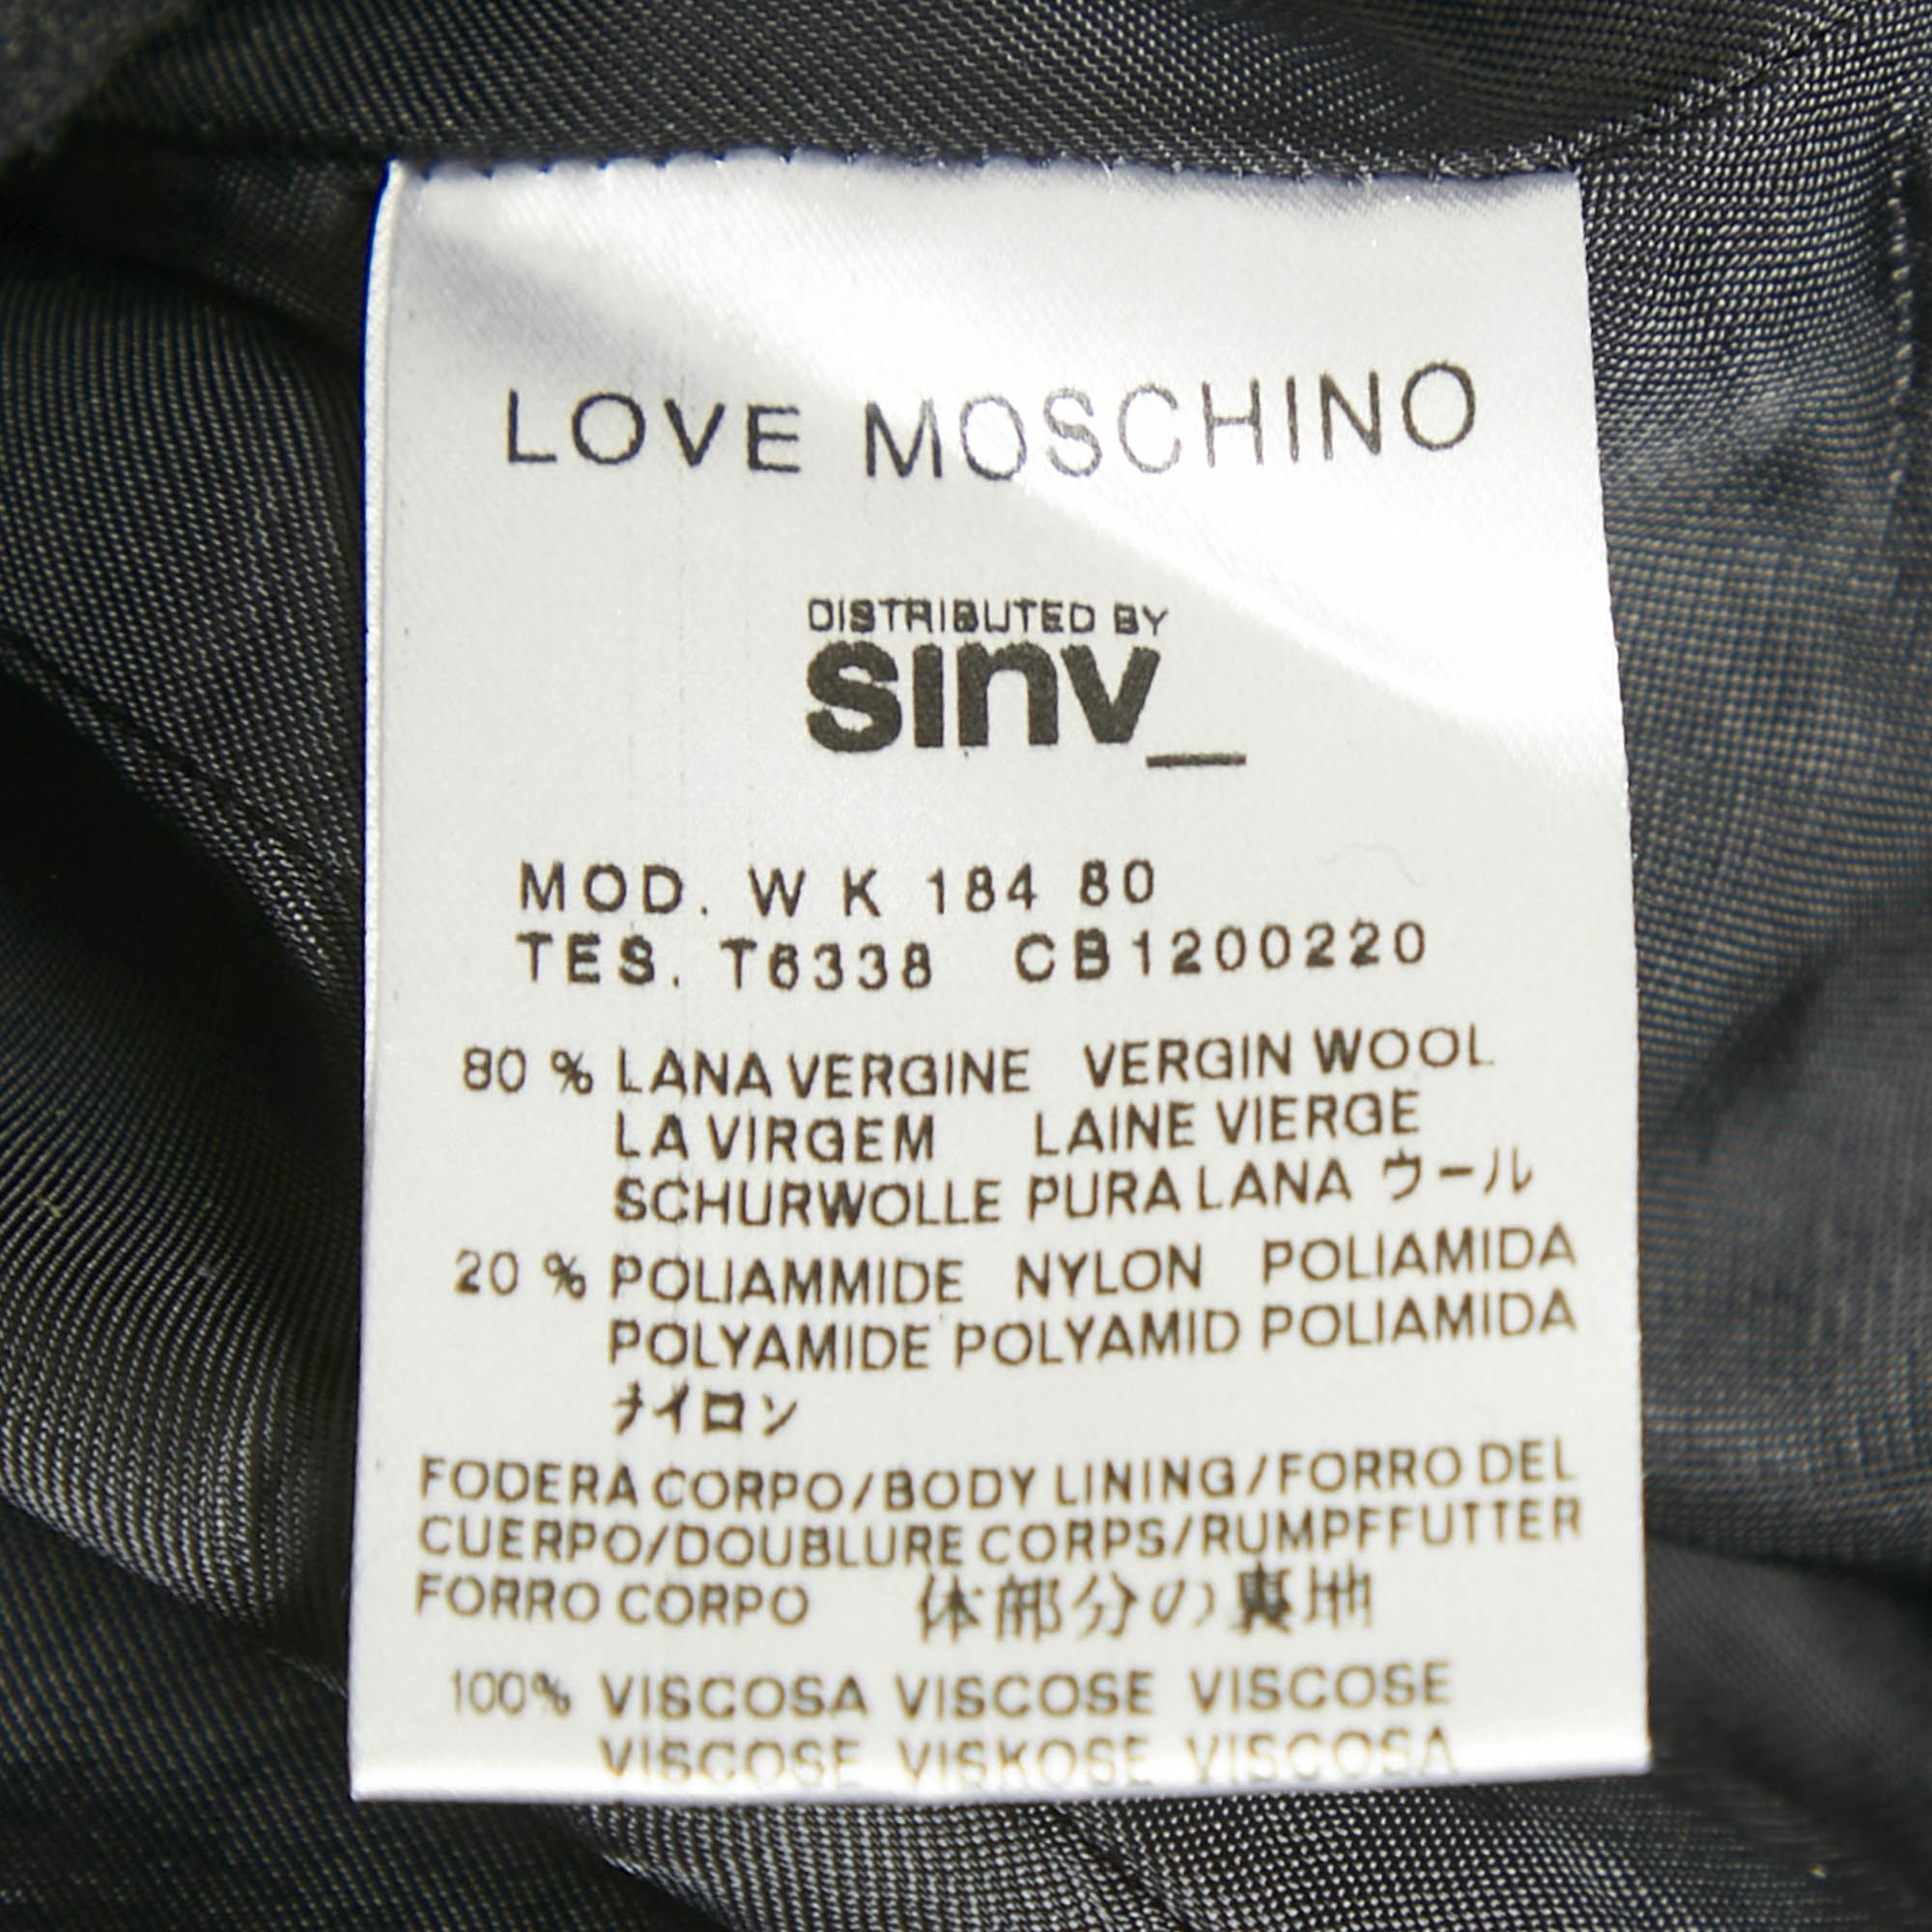 LOVE MOSCHINO
DISTRIBUTED BY
sinv_
MOD. W K 184 80
TES. T6338 CB1200220
80 % LANA VERGINE VERGIN WOOL
LA VIRGEM LAINE VIERGE
SCHURWOLLE PURA LANA ウール
20 % POLIAMMIDE NYLON POLIAMIDA
POLYAMIDE POLYAMID POLIAMIDA
ナイロン
FODERA CORPO/BODY LINING/FORRO DEL
CUERPO/DOUBLURE CORPS/RUMPFFUTTER
FORRO CORPO 体部分の裏地
100% VISCOSA VISCOSE VISCOSE
VISCOSE VISKOSE VISCOSA